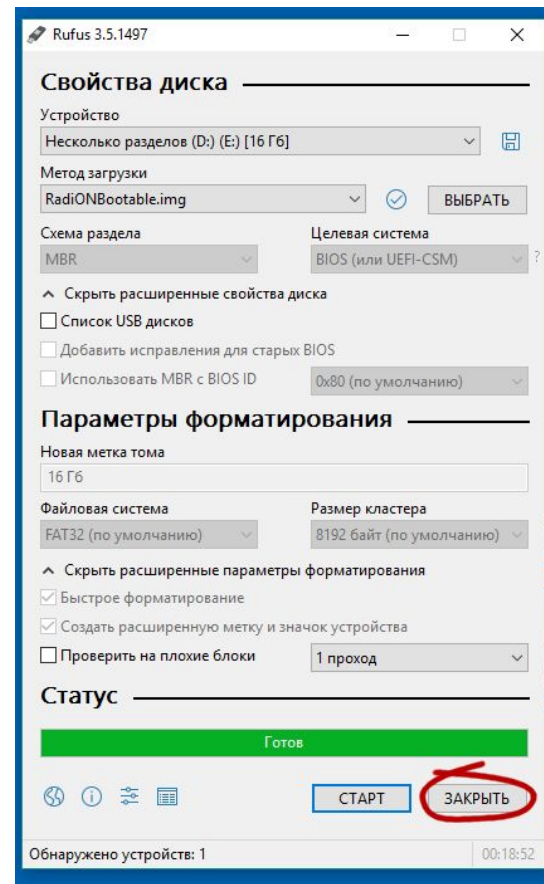 Rufus 3.5.1497
Свойства диска
Устройство
Несколько разделов (D:) (E:) [16 Гб]
Метод загрузки
RadiONBootable.img ВЫБРАТЬ
Схема раздела Целевая система
MBR BIOS (или UEFI-CSM) ?
Скрыть расширенные свойства диска
Список USB дисков
Добавить исправления для старых BIOS
Использовать MBR с BIOS ID 0x80 (по умолчанию)
Параметры форматирования
Новая метка тома
16 Гб
Файловая система Размер кластера
FAT32 (по умолчанию) 8192 байт (по умолчанию)
Скрыть расширенные параметры форматирования
Быстрое форматирование
Создать расширенную метку и значок устройства
Проверить на плохие блоки 1 проход
Статус
Готов
СТАРТ ЗАКРЫТЬ
Обнаружено устройств: 1 00:18:52